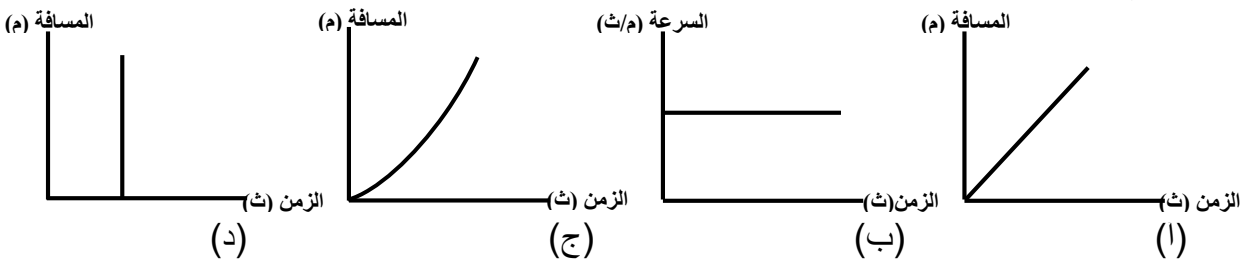 المسافة (م)
الزمن (ث)
(ا)
السرعة (م/ث)
الزمن(ث)
(ب)
المسافة (م)
الزمن (ث)
(ج)
المسافة (م)
الزمن (ث)
(د)